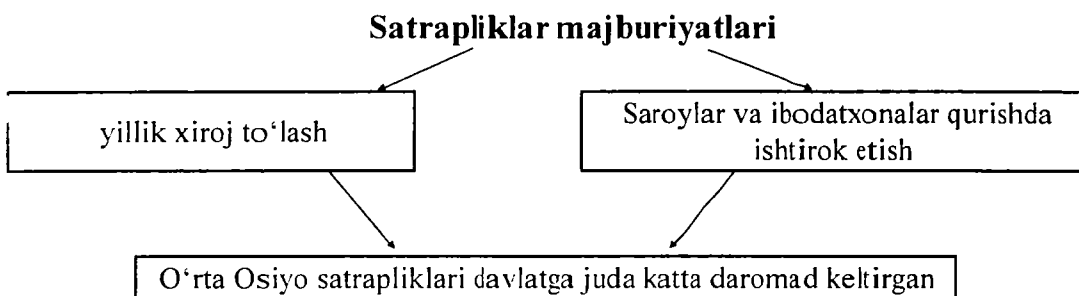 Satrapliklar majburiyatlari
yillik xiroj to‘lash
Saroylar va ibodatxonalar qurishda
ishtirok etish
O‘rta Osiyo satrapliklari davlatga juda katta daromad keltirgan